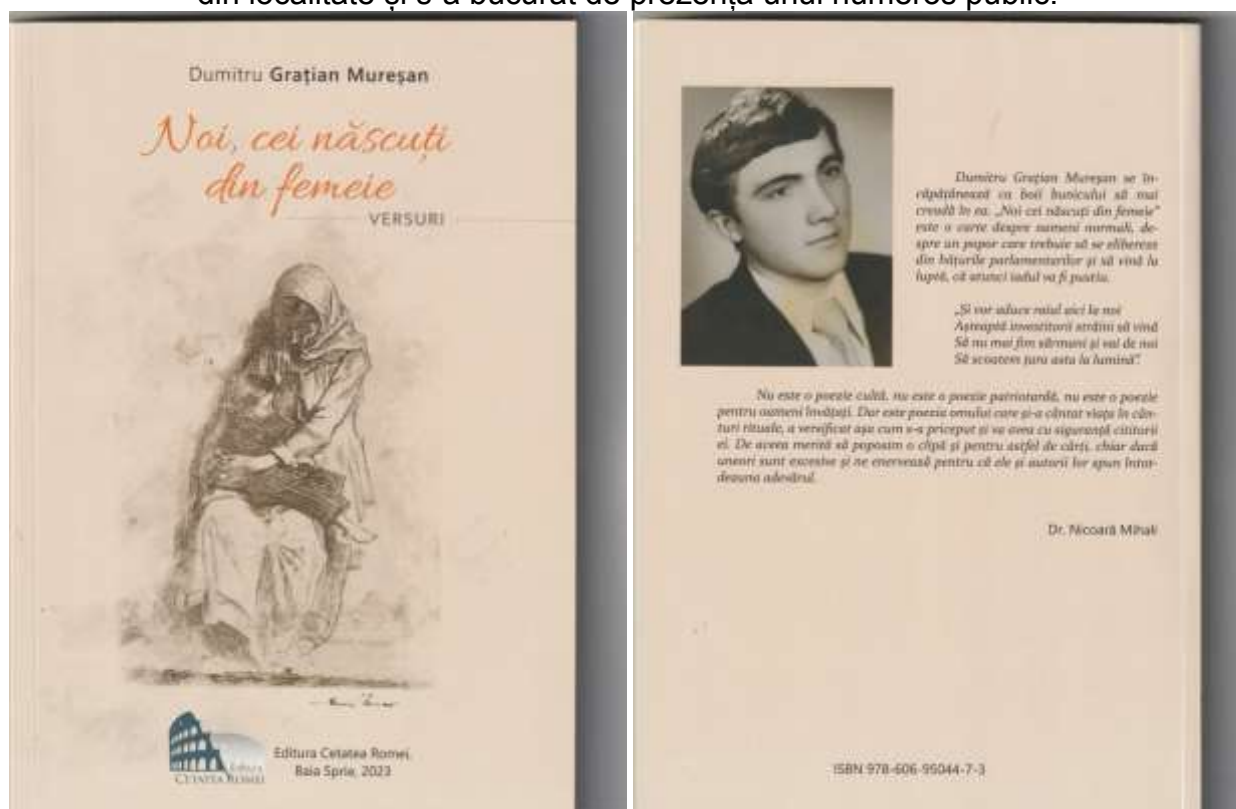 din localitate și s-a bucurat de prezența unui numeros public.
Dumitru Grațian Mureșan
Noi, cei născuți
din femeie
VERSURI
Editura
CETATEA ROMEI
Editura Cetatea Romei,
Baia Sprie, 2023
Dumitru Grațian Mureșan se în-
căpățânează ca boii bunicului să mai
creadă în ea. „Noi cei născuți din femeie”
este o carte despre oameni normali, de-
spre un popor care trebuie să se elibereze
din hățurile parlamentarilor și să vină la
luptă, că atunci iadul va fi pustiu.
„Și vor aduce raiul aici la noi
Așteaptă investitorii străini să vină
Să nu mai fim sărmani și vai de noi
Să scoatem țara asta la lumină”.
Nu este o poezie cultă, nu este o poezie patriotardă, nu este o poezie
pentru oameni învățați. Dar este poezia omului care și-a cântat viața în cân-
turi rituale, a versificat așa cum s-a priceput și va avea cu siguranță cititorii
ei. De aceea merită să poposim o clipă și pentru astfel de cărți, chiar dacă
uneori sunt excesive și ne enervează pentru că ele și autorii lor spun întot-
deauna adevărul.
Dr. Nicoară Mihali
ISBN 978-606-95044-7-3